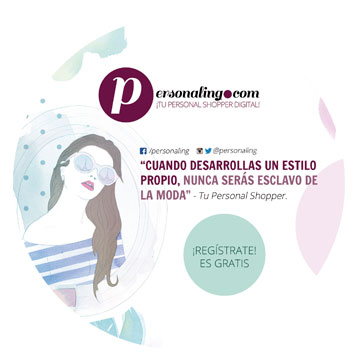 personaling.com
¡TU PERSONAL SHOPPER DIGITAL!
/personaling @personaling
“CUANDO DESARROLLAS UN ESTILO
PROPIO, NUNCA SERÁS ESCLAVO DE
LA MODA” - Tu Personal Shopper.
¡REGÍSTRATE!
ES GRATIS